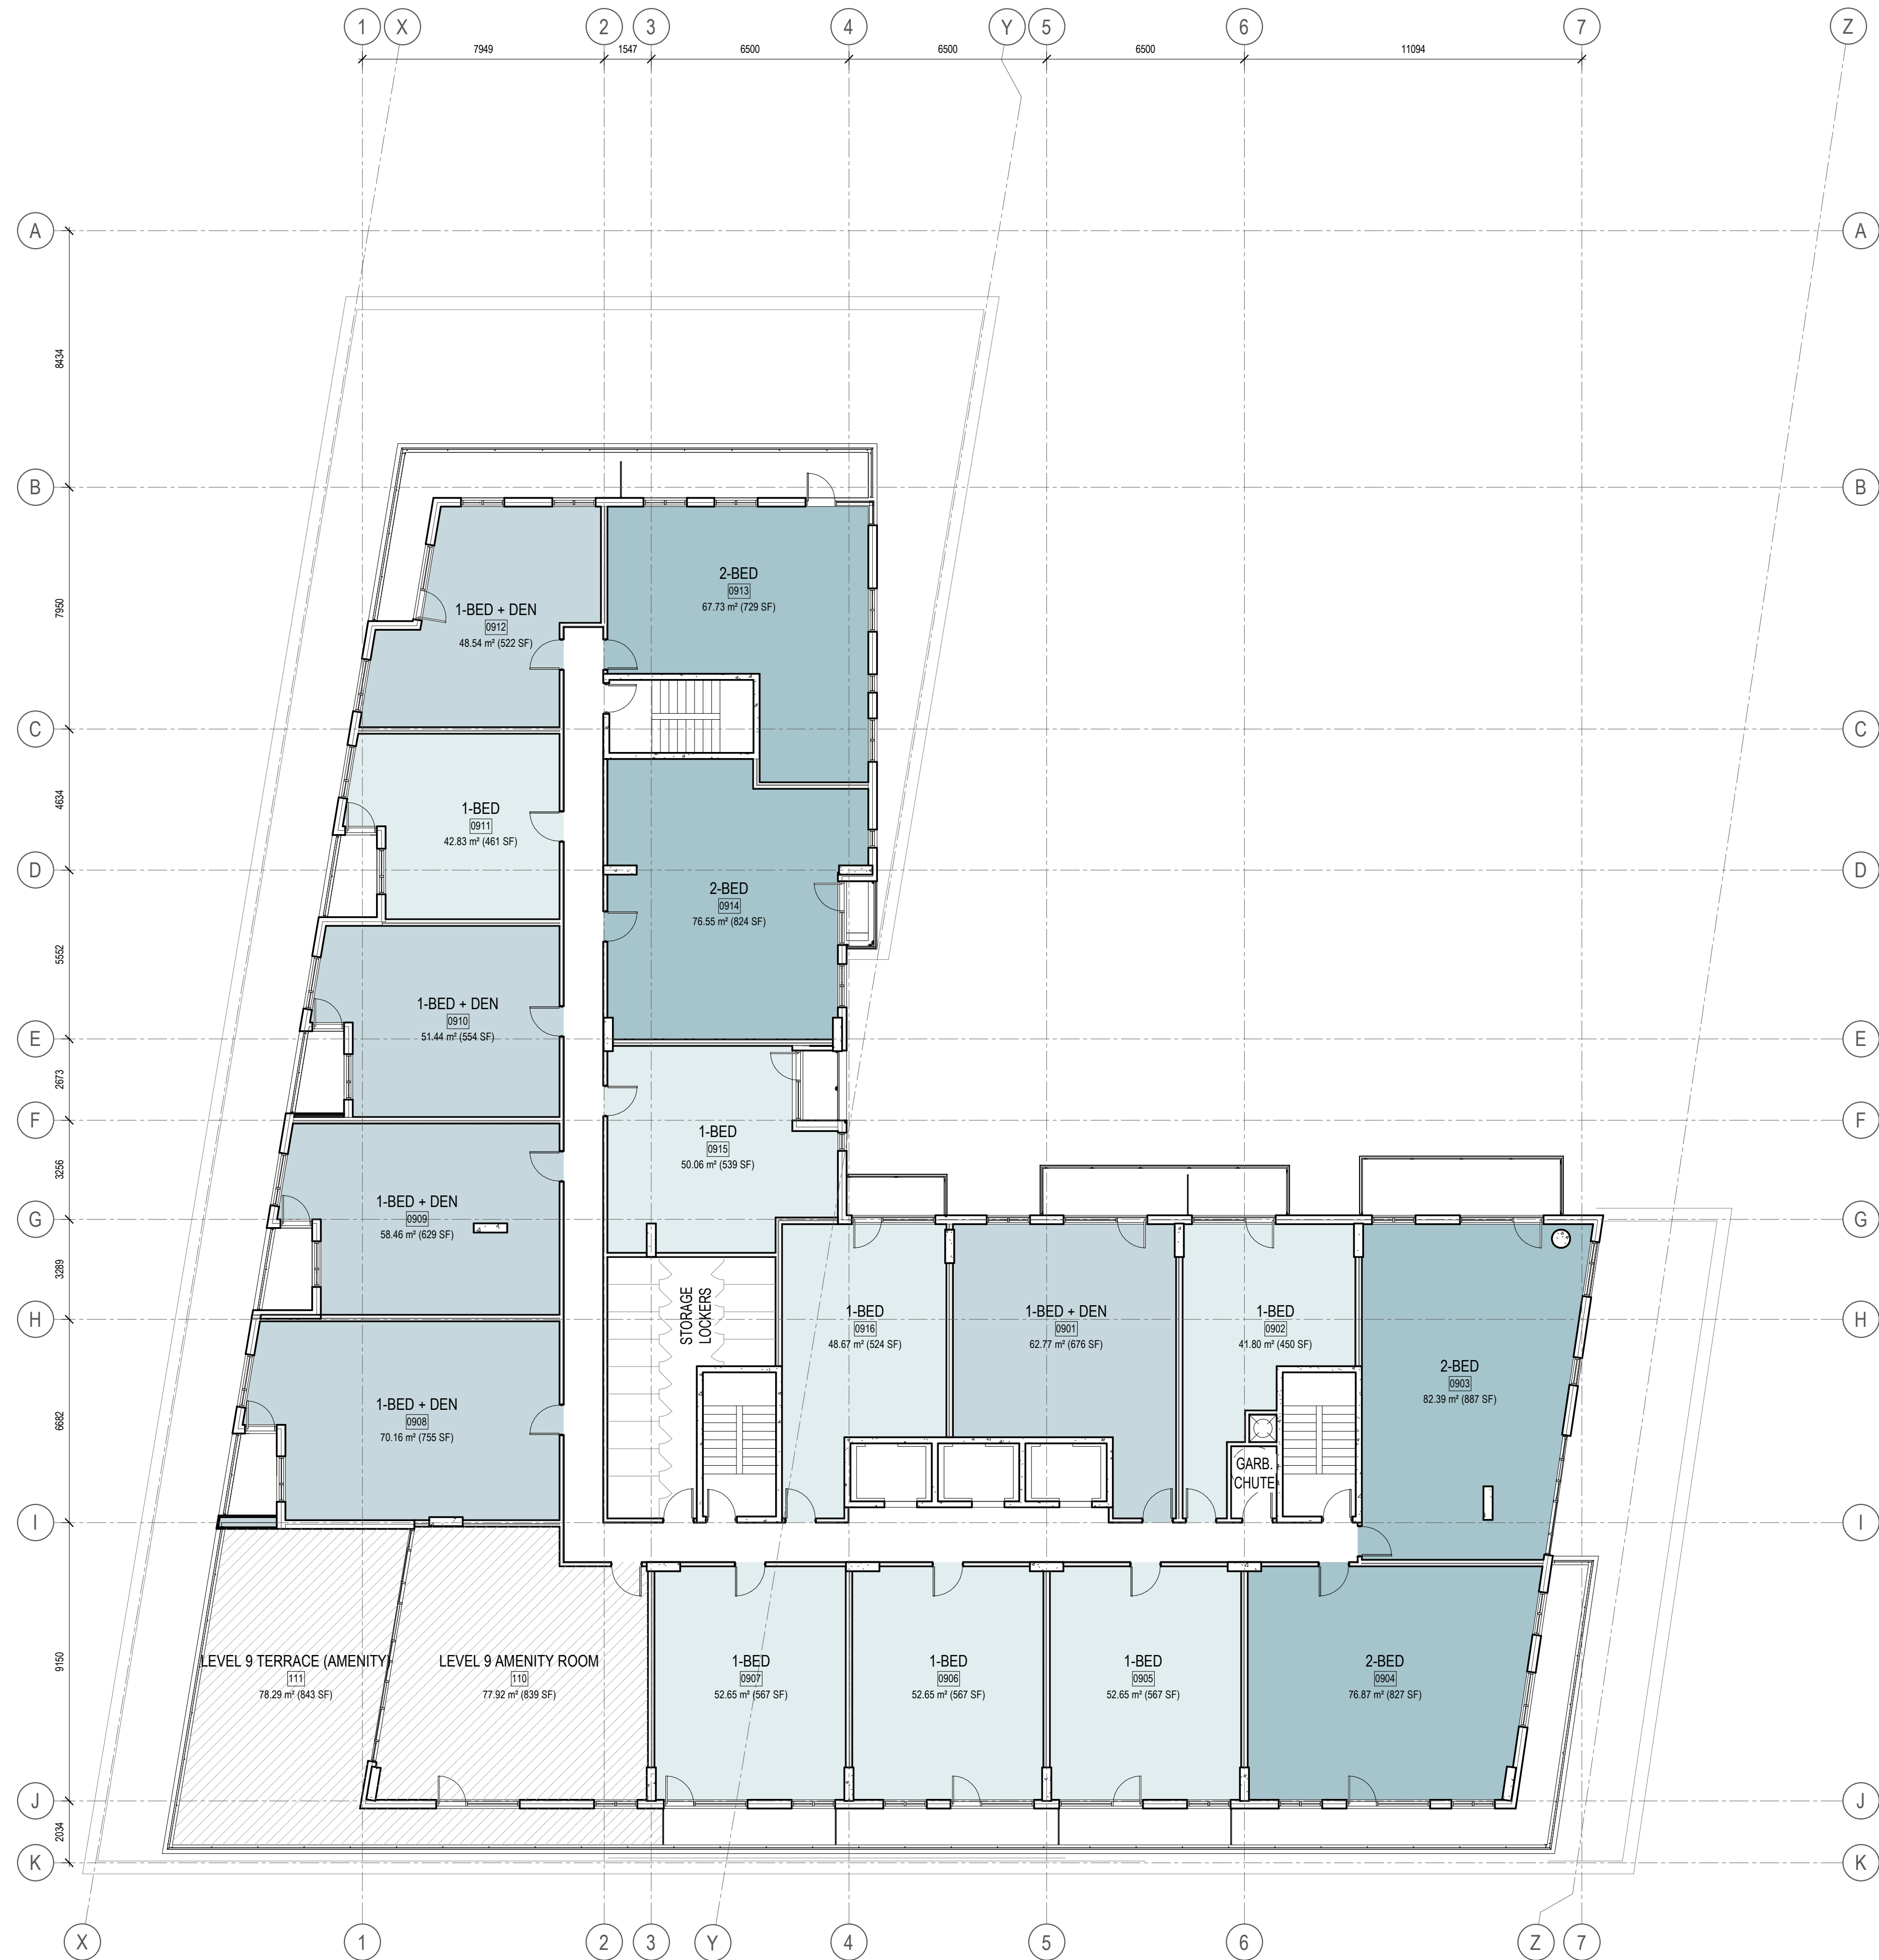 1
X
2
3
4
Y
5
6
7
Z
7949
1547
6500
6500
6500
11094
A
A
8434
B
B
2-BED
0913
67.73 m² (729 SF)
1-BED + DEN
0912
48.54 m² (522 SF)
7950
C
C
4634
1-BED
0911
42.83 m² (461 SF)
D
D
2-BED
0914
76.55 m² (824 SF)
5552
1-BED + DEN
0910
51.44 m² (554 SF)
E
E
2673
F
F
1-BED
0915
50.06 m² (539 SF)
3256
1-BED + DEN
0909
58.46 m² (629 SF)
G
G
3289
STORAGE
LOCKERS
1-BED
0916
48.67 m² (524 SF)
1-BED + DEN
0901
62.77 m² (676 SF)
1-BED
0902
41.80 m² (450 SF)
H
H
2-BED
0903
82.39 m² (887 SF)
6682
1-BED + DEN
0908
70.16 m² (755 SF)
GARB.
CHUTE
I
I
9150
LEVEL 9 TERRACE (AMENITY)
111
78.29 m² (843 SF)
LEVEL 9 AMENITY ROOM
110
77.92 m² (839 SF)
1-BED
0907
52.65 m² (567 SF)
1-BED
0906
52.65 m² (567 SF)
1-BED
0905
52.65 m² (567 SF)
2-BED
0904
76.87 m² (827 SF)
J
J
2034
K
K
X
1
2
3
Y
4
5
6
Z
7